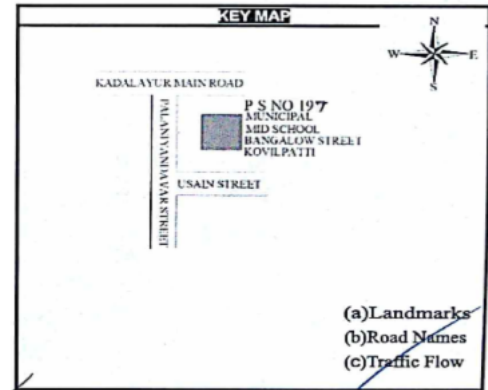 KEY MAP
N
W
E
S
KADALAYUR MAIN ROAD
P S NO 197
MUNICIPAL
MID SCHOOL
BANGALOW STREET
KOVILPATTI
PALANIYANDAVAR STREET
USAIN STREET
(a)Landmarks
(b)Road Names
(c)Traffic Flow